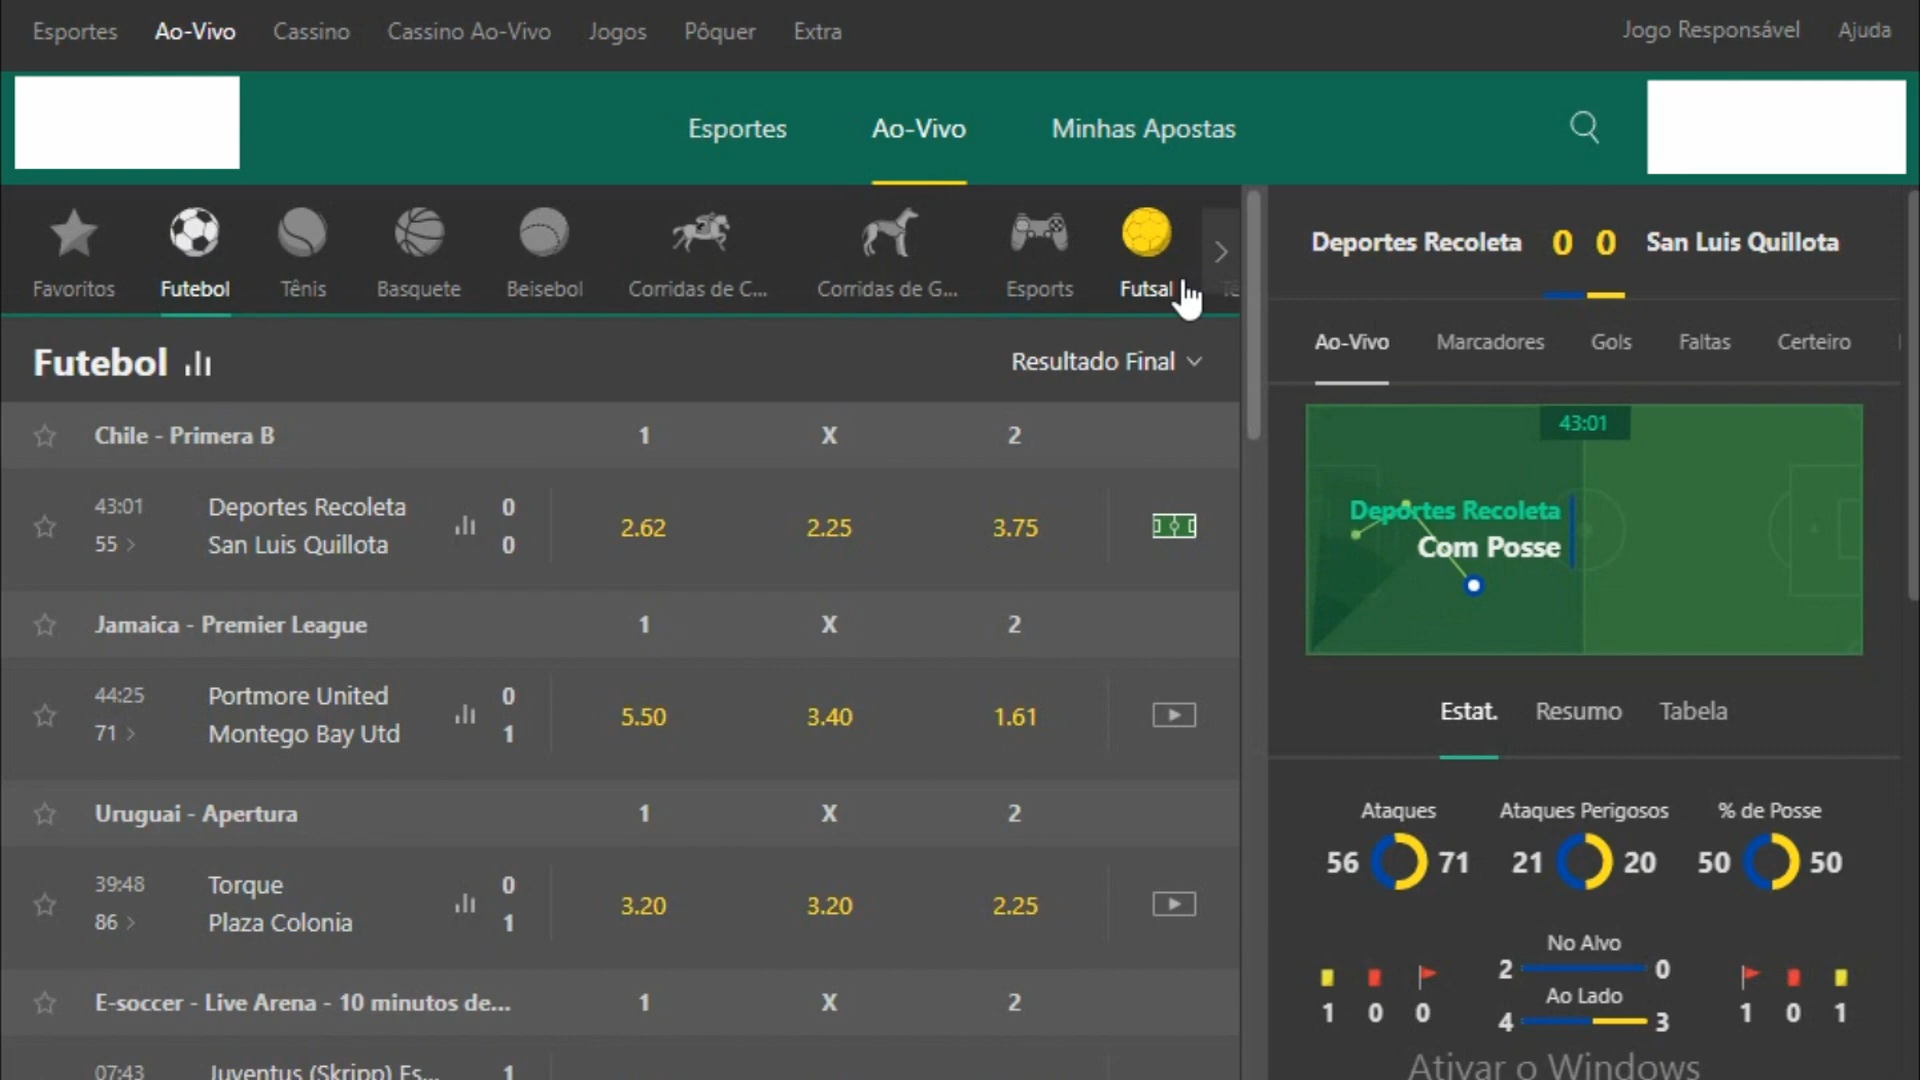 Esportes Ao-Vivo Cassino Cassino Ao-Vivo Jogos Pôquer Extra Jogo Responsável Ajuda
Esportes Ao-Vivo Minhas Apostas
Favoritos Futebol Tênis Basquete Beisebol Corridas de C... Corridas de G... Esports Futsal
Futebol Resultado Final
Chile - Primera B 1 X 2
43:01 Deportes Recoleta 0
55 > San Luis Quillota 0
2.62 2.25 3.75
Jamaica - Premier League 1 X 2
44:25 Portmore United 0
71 > Montego Bay Utd 1
5.50 3.40 1.61
Uruguai - Apertura 1 X 2
39:48 Torque 0
86 > Plaza Colonia 1
3.20 3.20 2.25
E-soccer - Live Arena - 10 minutos de... 1 X 2
07:43 Juventus (Skripp) Es... 1
Deportes Recoleta 0 0 San Luis Quillota
Ao-Vivo Marcadores Gols Faltas Certeiro
43:01
Deportes Recoleta
Com Posse
Estat. Resumo Tabela
Ataques Ataques Perigosos % de Posse
56 71 21 20 50 50
No Alvo
2 0
Ao Lado
1 0 0 4 3 1 0 1
Ativar o Windows